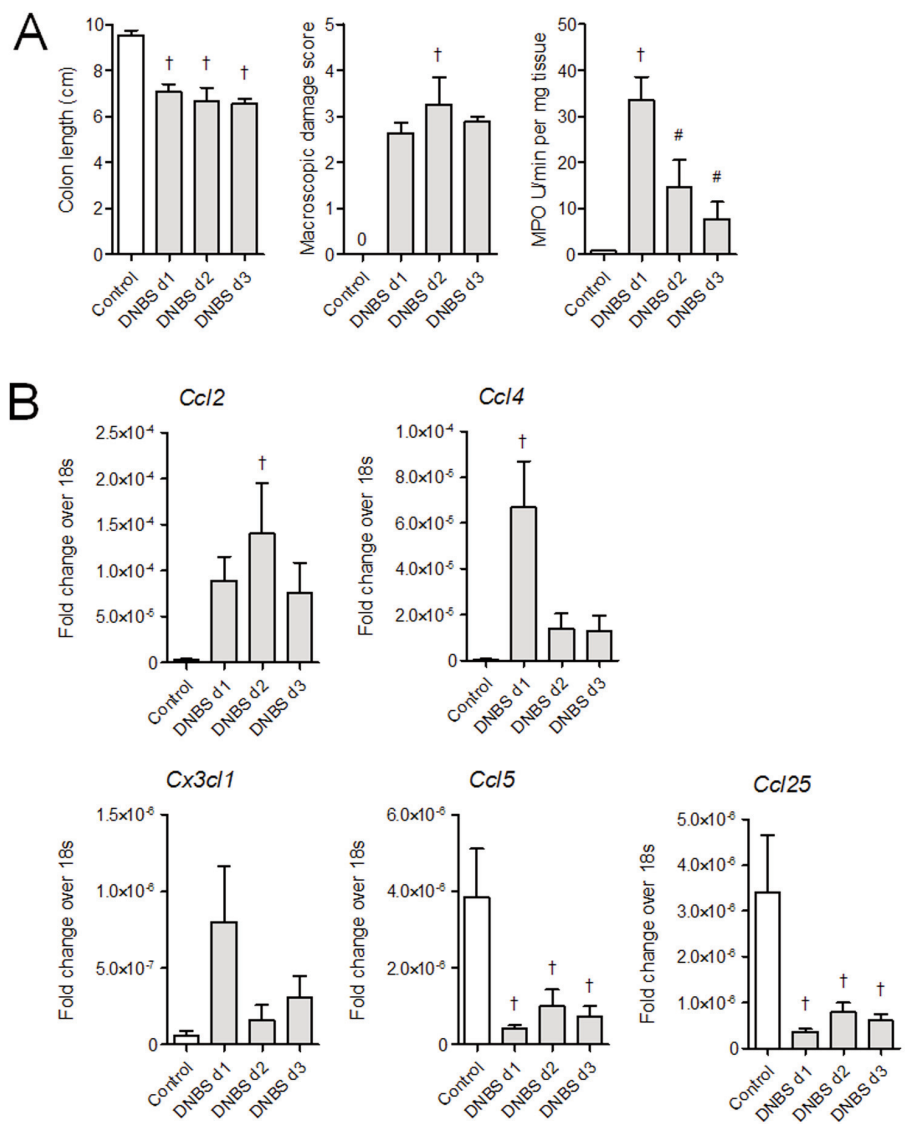 A
Colon length (cm)
10
8
6
4
2
0
† † †
Control
DNBS d1
DNBS d2
DNBS d3
Macroscopic damage score
5
4
3
2
1
0
0
†
Control
DNBS d1
DNBS d2
DNBS d3
MPO U/min per mg tissue
50
40
30
20
10
0
†
#
#
Control
DNBS d1
DNBS d2
DNBS d3
B
Ccl2
Fold change over 18s
2.5×10⁻⁴
2.0×10⁻⁴
1.5×10⁻⁴
1.0×10⁻⁴
5.0×10⁻⁵
0
†
Control
DNBS d1
DNBS d2
DNBS d3
Ccl4
Fold change over 18s
1.0×10⁻⁴
8.0×10⁻⁵
6.0×10⁻⁵
4.0×10⁻⁵
2.0×10⁻⁵
0
†
Control
DNBS d1
DNBS d2
DNBS d3
Cx3cl1
Fold change over 18s
1.5×10⁻⁶
1.0×10⁻⁶
5.0×10⁻⁷
0
Control
DNBS d1
DNBS d2
DNBS d3
Ccl5
Fold change over 18s
6.0×10⁻⁶
4.0×10⁻⁶
2.0×10⁻⁶
0
† † †
Control
DNBS d1
DNBS d2
DNBS d3
Ccl25
Fold change over 18s
5.0×10⁻⁶
4.0×10⁻⁶
3.0×10⁻⁶
2.0×10⁻⁶
1.0×10⁻⁶
0
† † †
Control
DNBS d1
DNBS d2
DNBS d3